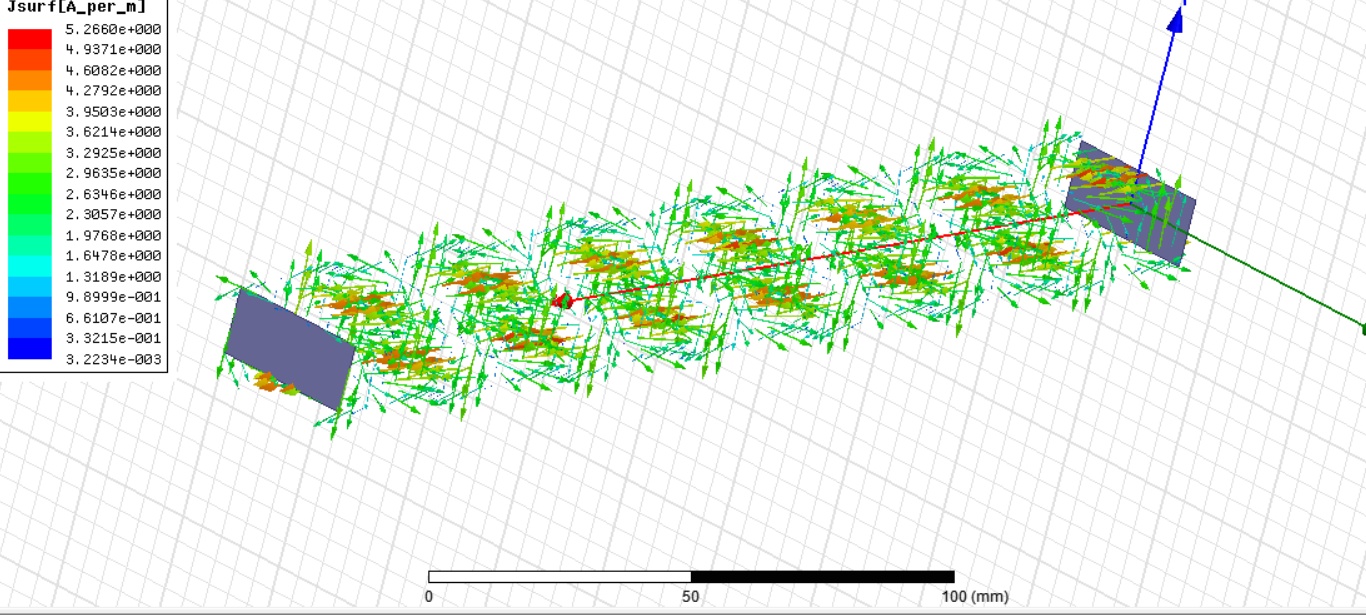 Jsurf[A_per_m]
5.2660e+000
4.9371e+000
4.6082e+000
4.2792e+000
3.9503e+000
3.6214e+000
3.2925e+000
2.9635e+000
2.6346e+000
2.3057e+000
1.9768e+000
1.6478e+000
1.3189e+000
9.8999e-001
6.6107e-001
3.3215e-001
3.2234e-003
0 50 100 (mm)